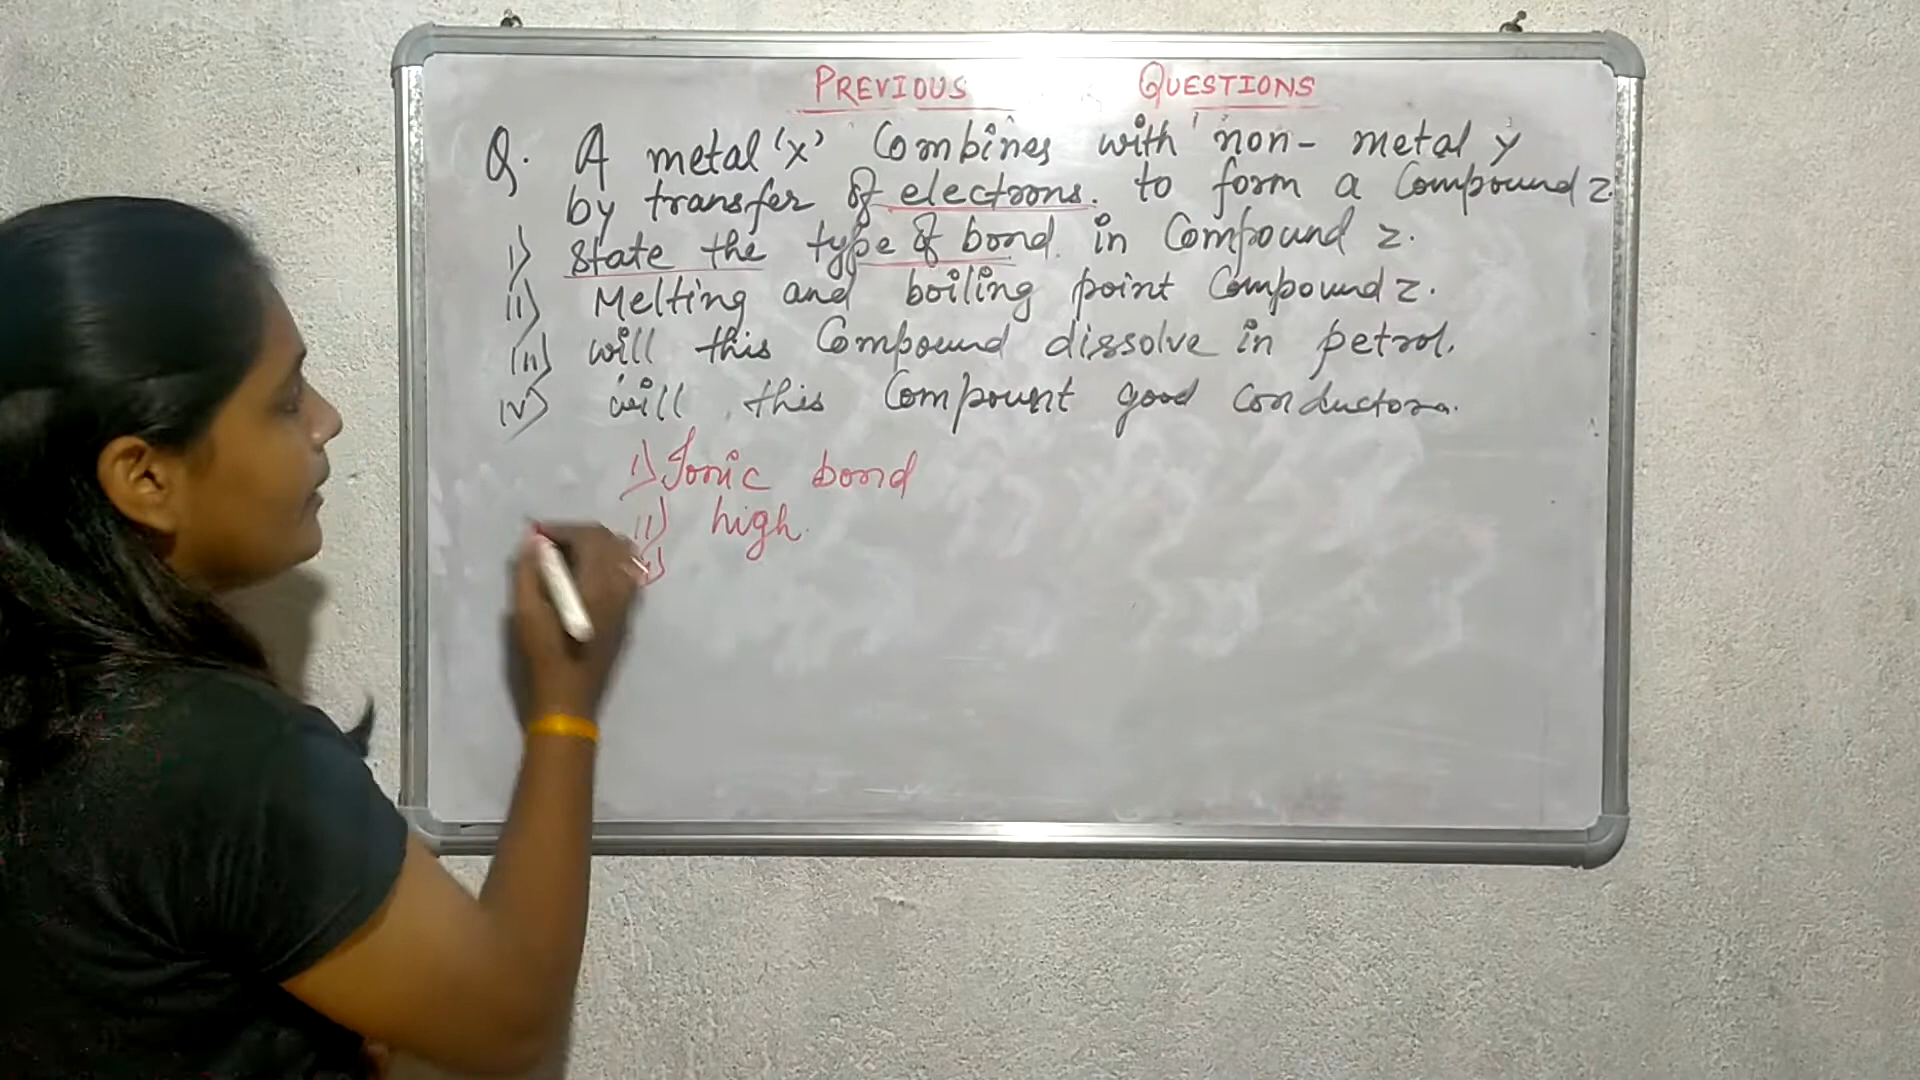 PREVIOUS QUESTIONS
Q. A metal 'x' Combines with non-metal y
by transfer of electrons. to form a Compound z.
i) State the type of bond in Compound z.
ii) Melting and boiling point Compound z.
iii) will this Compound dissolve in petrol.
iv) will this Compount good conductora.
i) Ionic bond
ii) high.